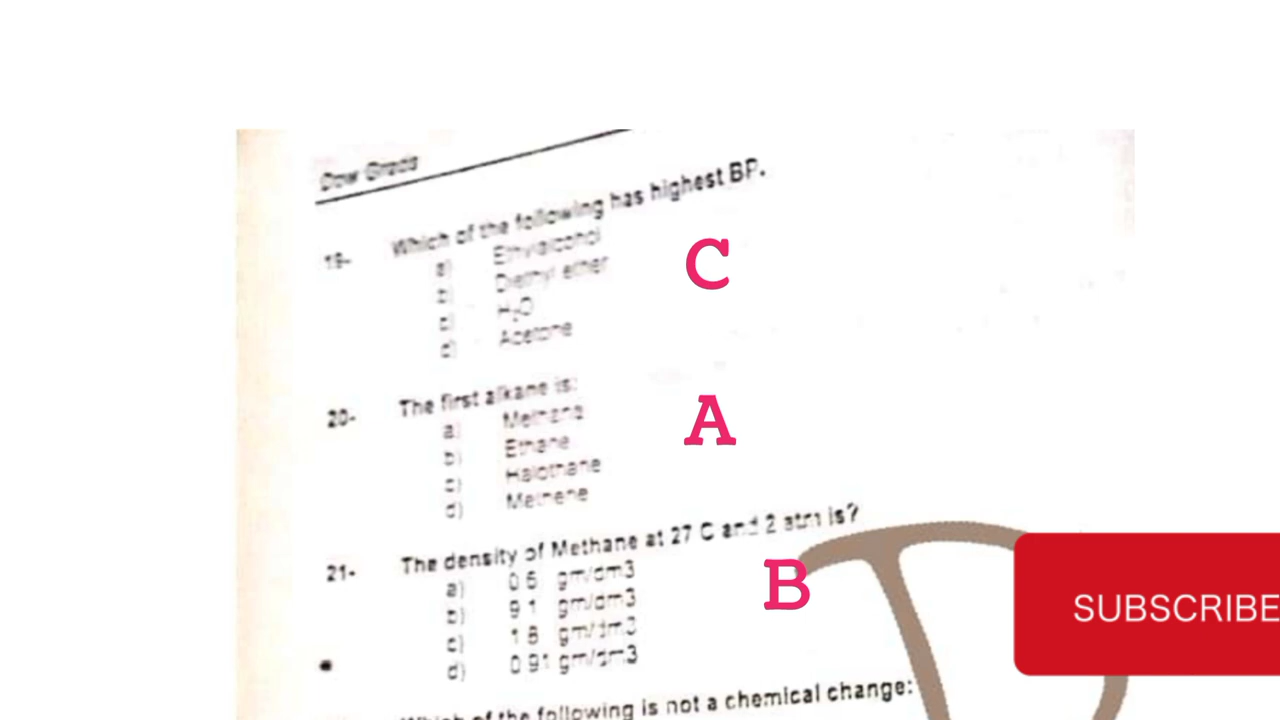 Dow Grads
19- Which of the following has highest BP.
a) Ethylalcohol
b) Diethyl ether
c) H₂O
d) Acetone
C
20- The first alkane is:
a) Methane
b) Ethane
c) Halothane
d) Methene
A
21- The density of Methane at 27 C and 2 atm is?
a) 0 6 gm/dm3
b) 9 1 gm/dm3
c) 1 8 gm/dm3
d) 0 91 gm/dm3
B
SUBSCRIBE
Which of the following is not a chemical change: